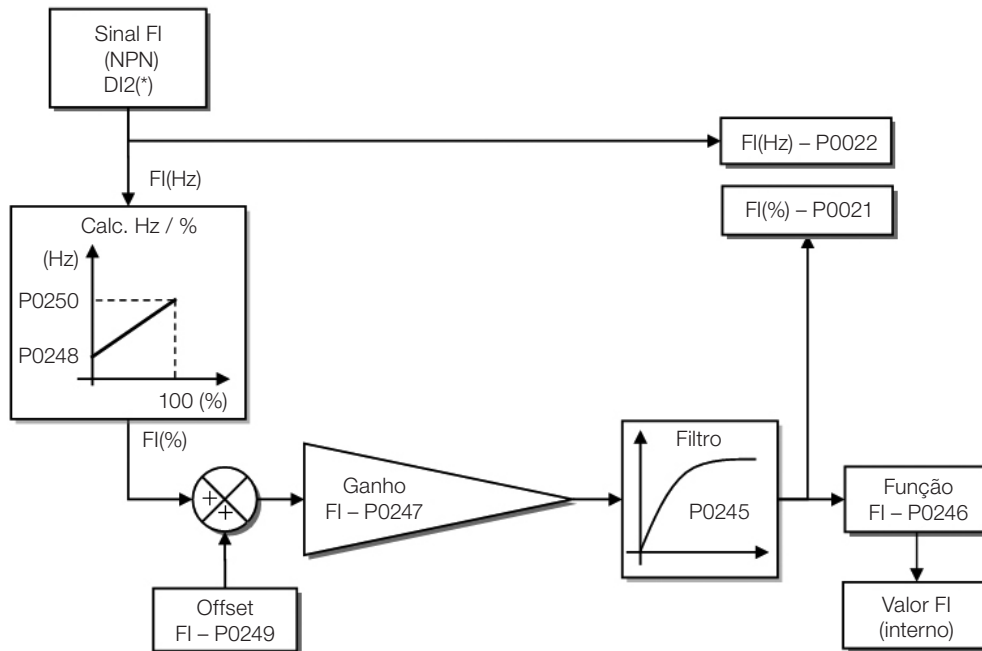 Sinal FI
(NPN)
DI2(*)
FI(Hz) – P0022
FI(Hz)
FI(%) – P0021
Calc. Hz / %
(Hz)
P0250
P0248
100 (%)
FI(%)
Ganho
FI – P0247
Filtro
P0245
Função
FI – P0246
++
Offset
FI – P0249
Valor FI
(interno)